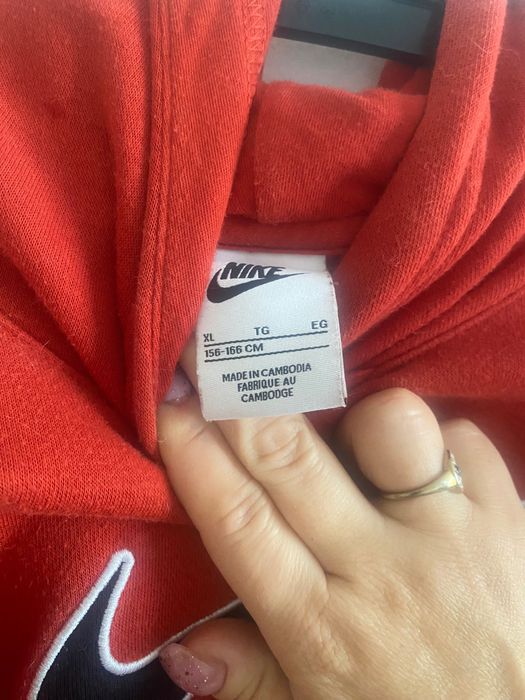 NIKE
XL TG EG
156-166 CM
MADE IN CAMBODIA
FABRIQUE AU
CAMBODGE